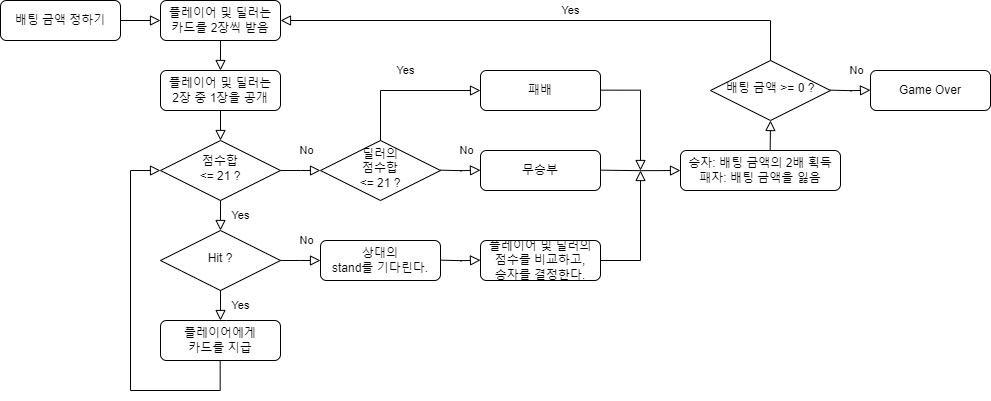 배팅 금액 정하기
플레이어 및 딜러는
카드를 2장씩 받음
Yes
플레이어 및 딜러는
2장 중 1장을 공개
Yes
패배
배팅 금액 >= 0 ?
No
Game Over
점수합
<= 21 ?
No
딜러의
점수합
<= 21 ?
No
무승부
승자: 배팅 금액의 2배 획득
패자: 배팅 금액을 잃음
Yes
Hit ?
No
상대의
stand를 기다린다.
플레이어 및 딜러의
점수를 비교하고,
승자를 결정한다.
Yes
플레이어에게
카드를 지급